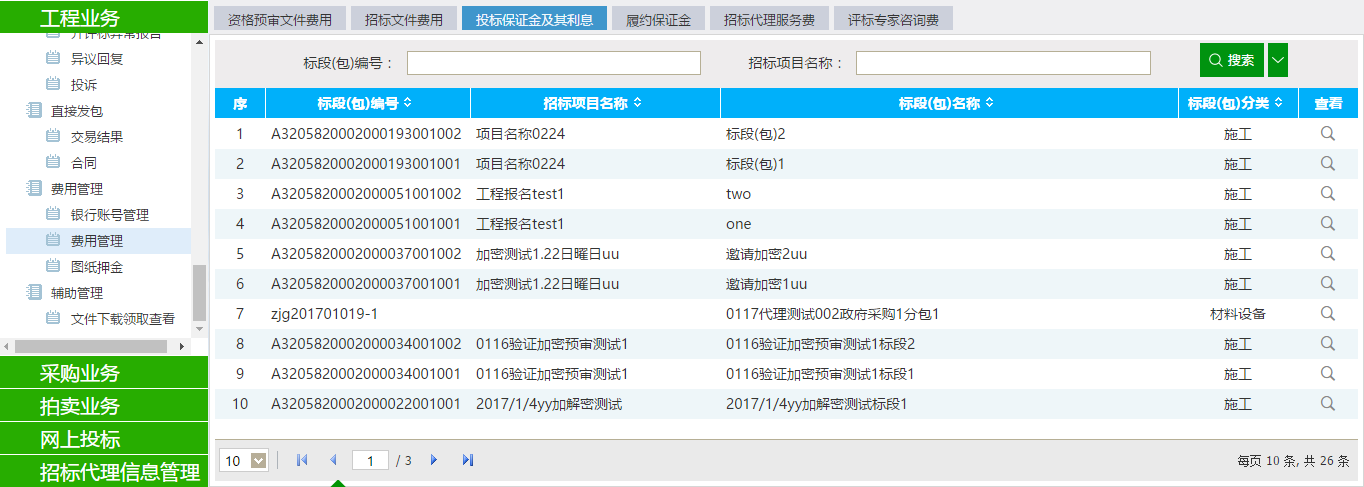 工程业务
开评标异常报告
异议回复
投诉
直接发包
交易结果
合同
费用管理
银行账号管理
费用管理
图纸押金
辅助管理
文件下载领取查看
采购业务
拍卖业务
网上投标
招标代理信息管理
资格预审文件费用 招标文件费用 投标保证金及其利息 履约保证金 招标代理服务费 评标专家咨询费
标段(包)编号： 招标项目名称： 搜索
序 标段(包)编号 招标项目名称 标段(包)名称 标段(包)分类 查看
1 A3205820002000193001002 项目名称0224 标段(包)2 施工
2 A3205820002000193001001 项目名称0224 标段(包)1 施工
3 A3205820002000051001002 工程报名test1 two 施工
4 A3205820002000051001001 工程报名test1 one 施工
5 A3205820002000037001002 加密测试1.22日曜日uu 邀请加密2uu 施工
6 A3205820002000037001001 加密测试1.22日曜日uu 邀请加密1uu 施工
7 zjg201701019-1 0117代理测试002政府采购1分包1 材料设备
8 A3205820002000034001002 0116验证加密预审测试1 0116验证加密预审测试1标段2 施工
9 A3205820002000034001001 0116验证加密预审测试1 0116验证加密预审测试1标段1 施工
10 A3205820002000022001001 2017/1/4yy加解密测试 2017/1/4yy加解密测试标段1 施工
10 1 / 3 每页 10 条, 共 26 条